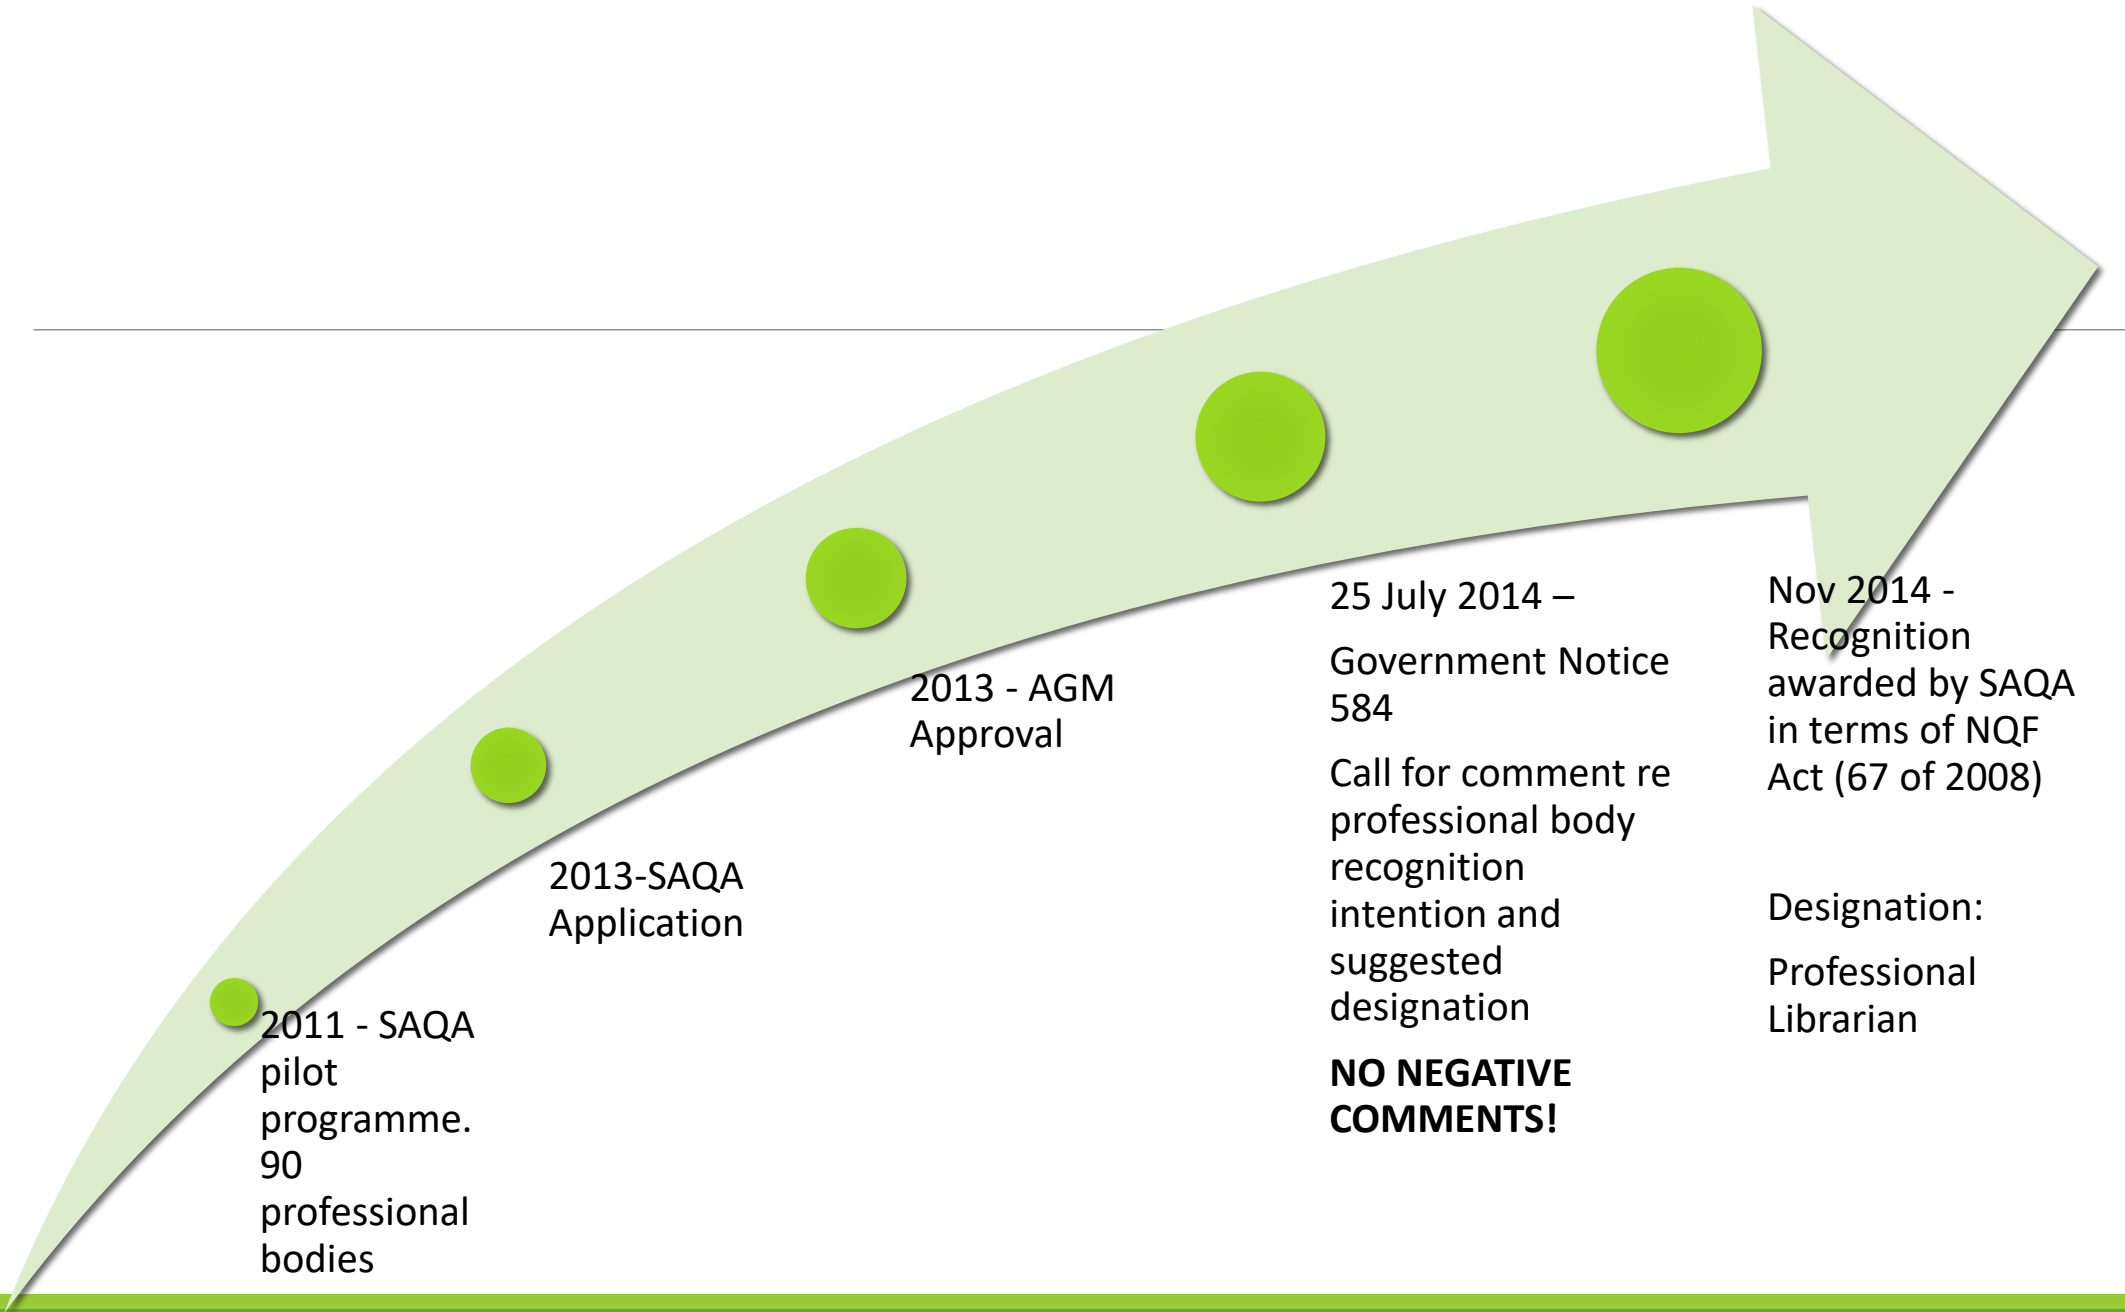 2011 - SAQA
pilot
programme.
90
professional
bodies
2013-SAQA
Application
2013 - AGM
Approval
25 July 2014 –
Government Notice
584
Call for comment re
professional body
recognition
intention and
suggested
designation
NO NEGATIVE
COMMENTS!
Nov 2014 -
Recognition
awarded by SAQA
in terms of NQF
Act (67 of 2008)
Designation:
Professional
Librarian